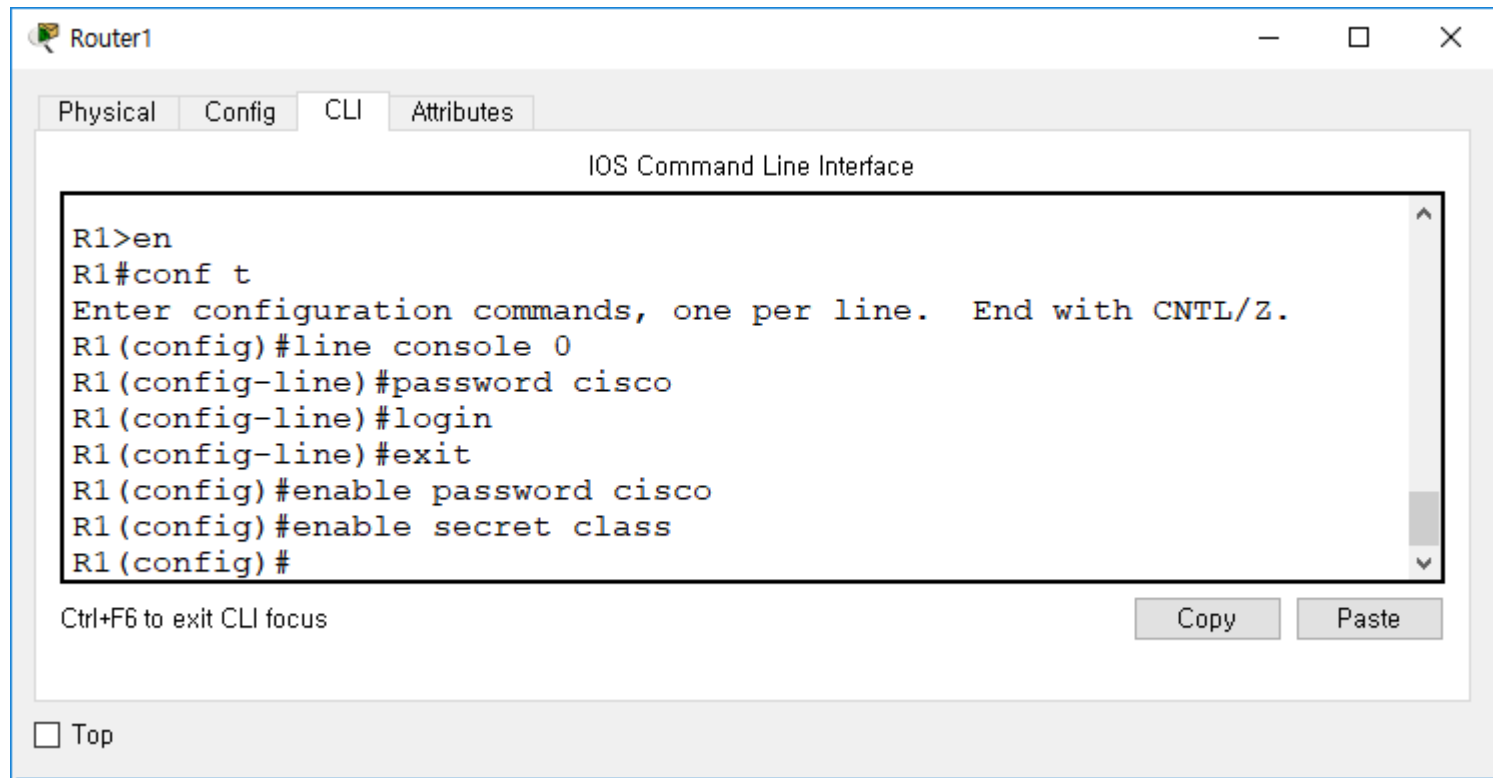 Router1
Physical Config CLI Attributes
IOS Command Line Interface
R1>en
R1#conf t
Enter configuration commands, one per line.  End with CNTL/Z.
R1(config)#line console 0
R1(config-line)#password cisco
R1(config-line)#login
R1(config-line)#exit
R1(config)#enable password cisco
R1(config)#enable secret class
R1(config)#
Ctrl+F6 to exit CLI focus
Copy Paste
Top